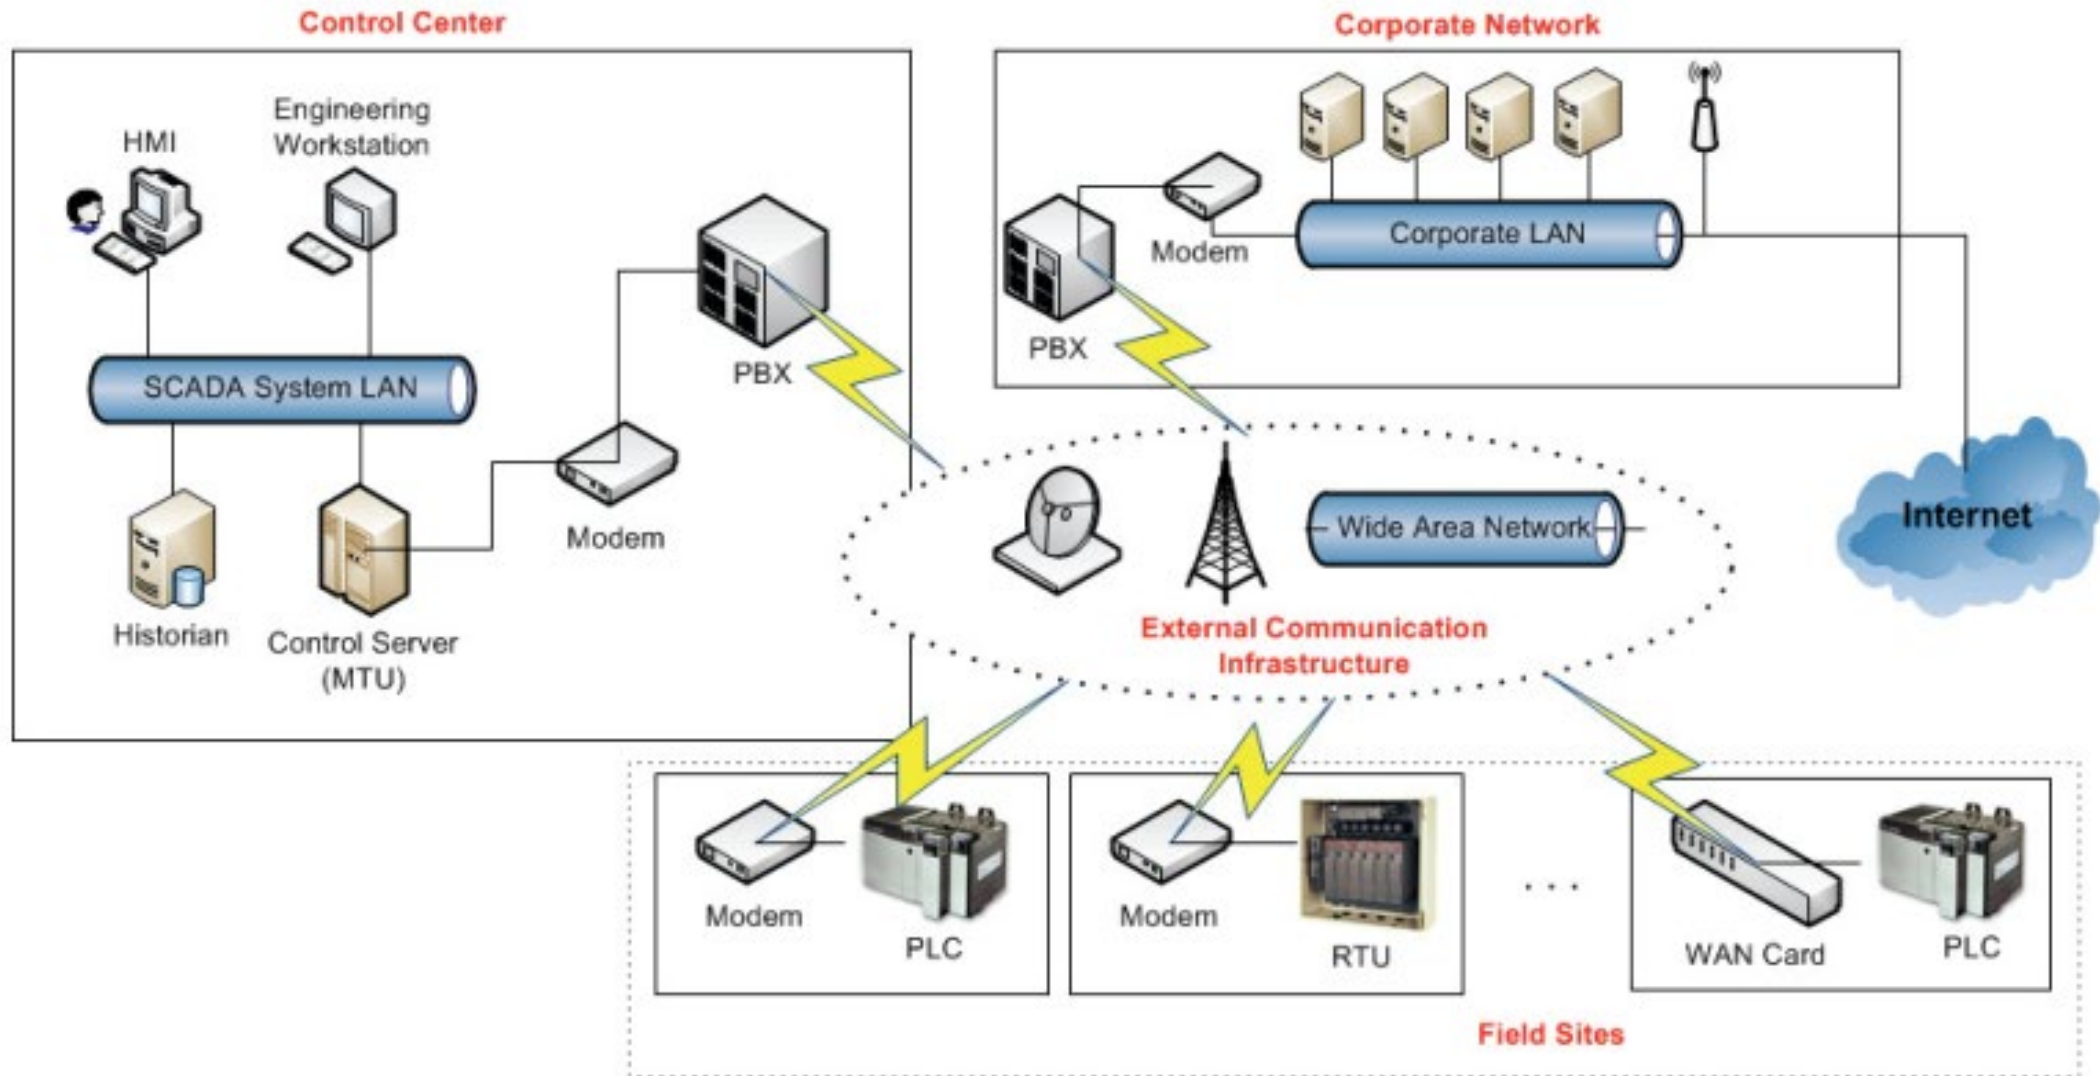 Control Center
Corporate Network
Engineering
Workstation
HMI
SCADA System LAN
Historian
Control Server
(MTU)
Modem
PBX
PBX
Modem
Corporate LAN
Internet
Wide Area Network
External Communication
Infrastructure
Modem
PLC
Modem
RTU
...
WAN Card
PLC
Field Sites